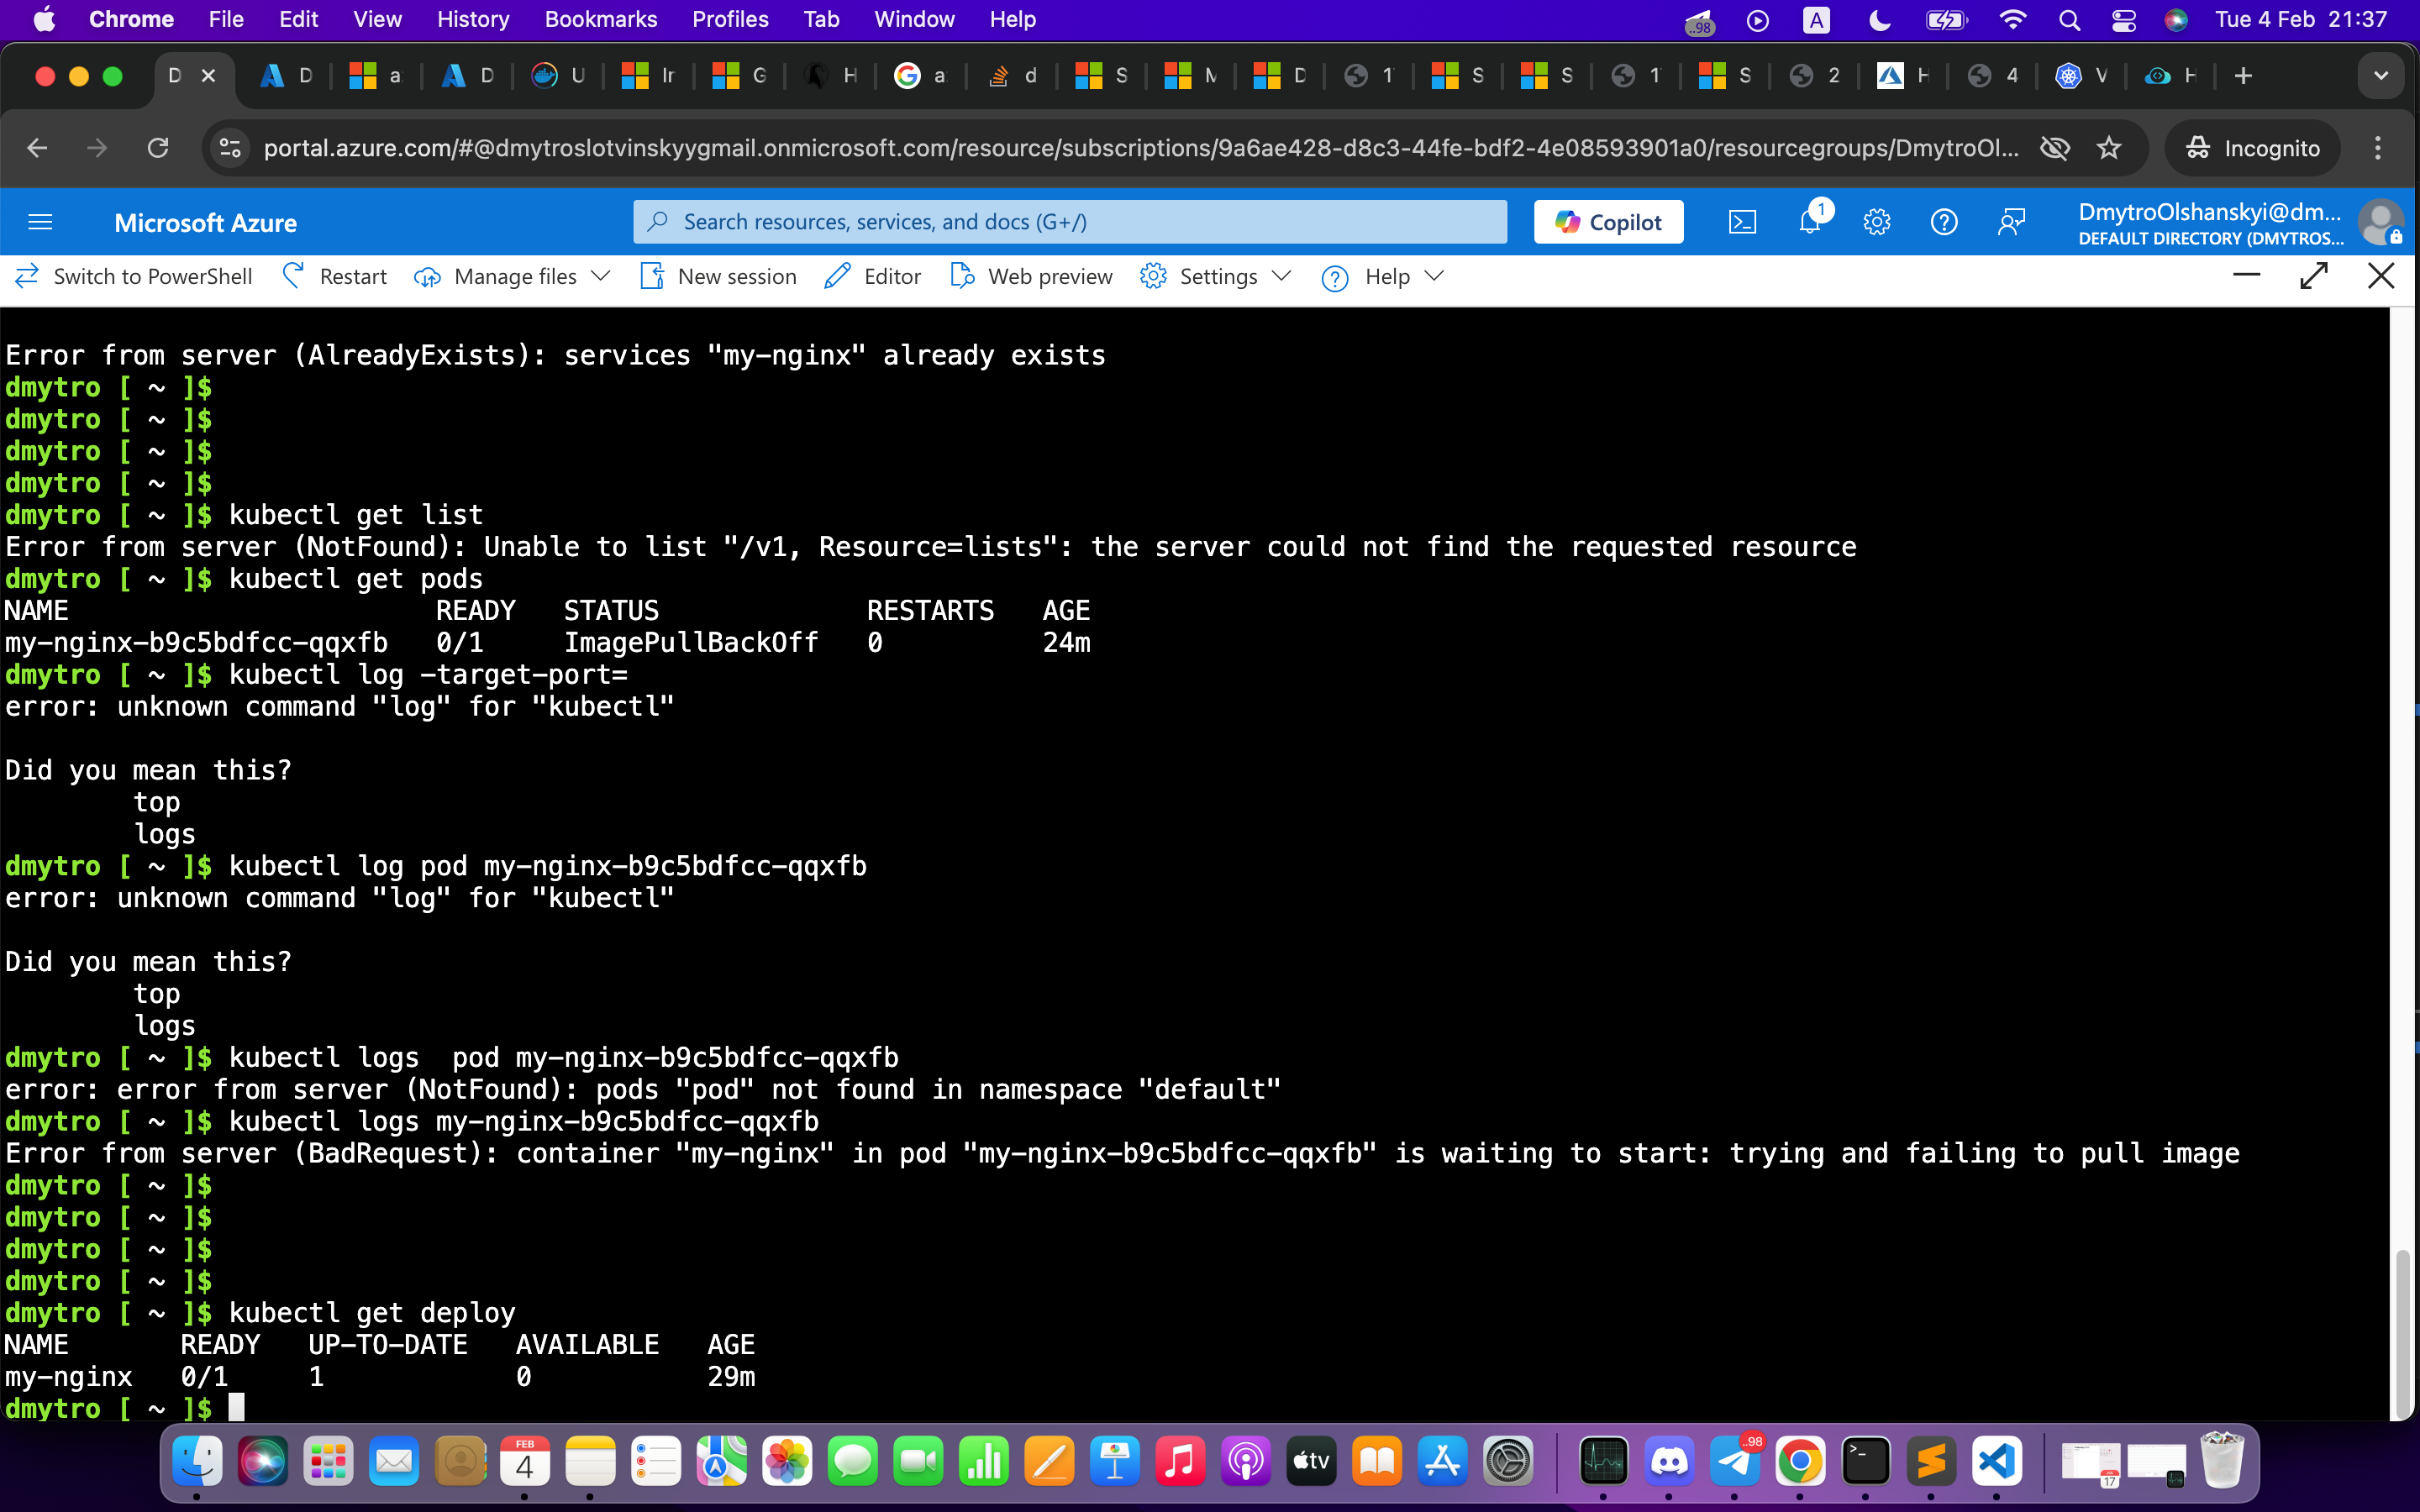 Chrome File Edit View History Bookmarks Profiles Tab Window Help ..98 A Tue 4 Feb 21:37
D D a D U Ir G H a d S M D 1 S S 1 S 2 H 4 V H
portal.azure.com/#@dmytroslotvinskyygmail.onmicrosoft.com/resource/subscriptions/9a6ae428-d8c3-44fe-bdf2-4e08593901a0/resourcegroups/DmytroOl... Incognito
Microsoft Azure Search resources, services, and docs (G+/) Copilot 1 DmytroOlshanskyi@dm...
DEFAULT DIRECTORY (DMYTROS...
Switch to PowerShell Restart Manage files New session Editor Web preview Settings Help
Error from server (AlreadyExists): services "my-nginx" already exists
dmytro [ ~ ]$
dmytro [ ~ ]$
dmytro [ ~ ]$
dmytro [ ~ ]$
dmytro [ ~ ]$ kubectl get list
Error from server (NotFound): Unable to list "/v1, Resource=lists": the server could not find the requested resource
dmytro [ ~ ]$ kubectl get pods
NAME READY STATUS RESTARTS AGE
my-nginx-b9c5bdfcc-qqxfb 0/1 ImagePullBackOff 0 24m
dmytro [ ~ ]$ kubectl log -target-port=
error: unknown command "log" for "kubectl"
Did you mean this?
top
logs
dmytro [ ~ ]$ kubectl log pod my-nginx-b9c5bdfcc-qqxfb
error: unknown command "log" for "kubectl"
Did you mean this?
top
logs
dmytro [ ~ ]$ kubectl logs  pod my-nginx-b9c5bdfcc-qqxfb
error: error from server (NotFound): pods "pod" not found in namespace "default"
dmytro [ ~ ]$ kubectl logs my-nginx-b9c5bdfcc-qqxfb
Error from server (BadRequest): container "my-nginx" in pod "my-nginx-b9c5bdfcc-qqxfb" is waiting to start: trying and failing to pull image
dmytro [ ~ ]$
dmytro [ ~ ]$
dmytro [ ~ ]$
dmytro [ ~ ]$
dmytro [ ~ ]$ kubectl get deploy
NAME READY UP-TO-DATE AVAILABLE AGE
my-nginx 0/1 1 0 29m
dmytro [ ~ ]$
FEB
4
tv
..98
17